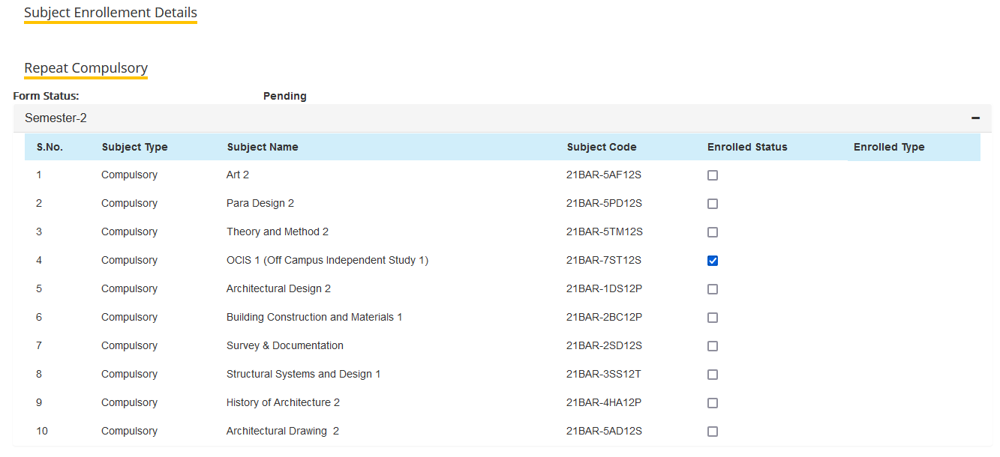 Subject Enrollement Details
Repeat Compulsory
Form Status: Pending
Semester-2
S.No. Subject Type Subject Name Subject Code Enrolled Status Enrolled Type
1 Compulsory Art 2 21BAR-5AF12S
2 Compulsory Para Design 2 21BAR-5PD12S
3 Compulsory Theory and Method 2 21BAR-5TM12S
4 Compulsory OCIS 1 (Off Campus Independent Study 1) 21BAR-7ST12S
5 Compulsory Architectural Design 2 21BAR-1DS12P
6 Compulsory Building Construction and Materials 1 21BAR-2BC12P
7 Compulsory Survey & Documentation 21BAR-2SD12S
8 Compulsory Structural Systems and Design 1 21BAR-3SS12T
9 Compulsory History of Architecture 2 21BAR-4HA12P
10 Compulsory Architectural Drawing  2 21BAR-5AD12S